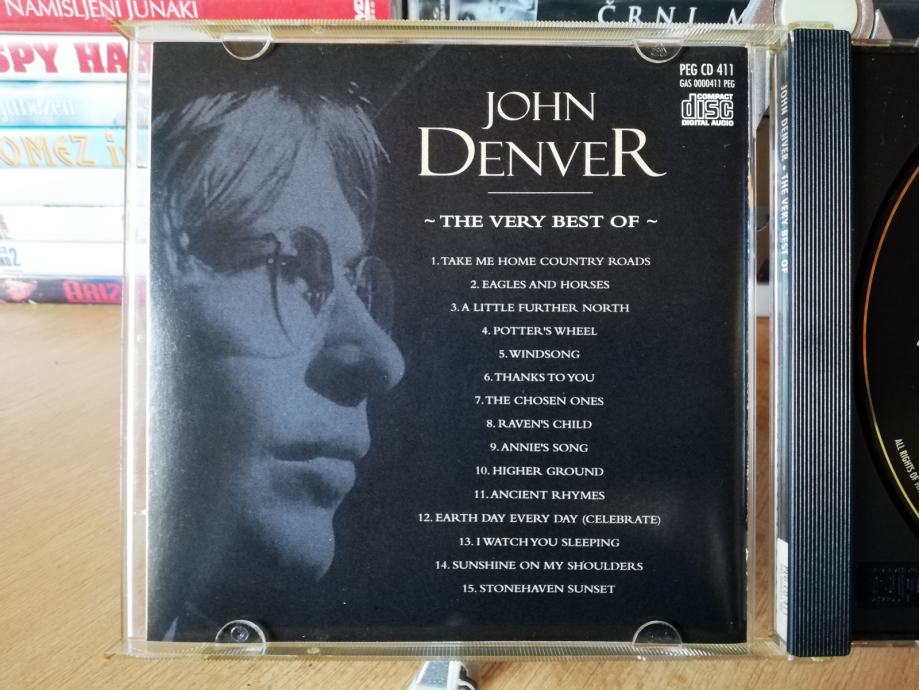 NAMISLJENI JUNAKI
ČRNI M
SPY HA
OMEZ i
2
ARIZ
PEG CD 411
GAS 0000411 PEG
COMPACT
disc
DIGITAL AUDIO
JOHN
DENVER
~ THE VERY BEST OF ~
1. TAKE ME HOME COUNTRY ROADS
2. EAGLES AND HORSES
3. A LITTLE FURTHER NORTH
4. POTTER'S WHEEL
5. WINDSONG
6. THANKS TO YOU
7. THE CHOSEN ONES
8. RAVEN'S CHILD
9. ANNIE'S SONG
10. HIGHER GROUND
11. ANCIENT RHYMES
12. EARTH DAY EVERY DAY (CELEBRATE)
13. I WATCH YOU SLEEPING
14. SUNSHINE ON MY SHOULDERS
15. STONEHAVEN SUNSET
JOHN DENVER • THE VERY BEST OF
ALL RIGHTS OF